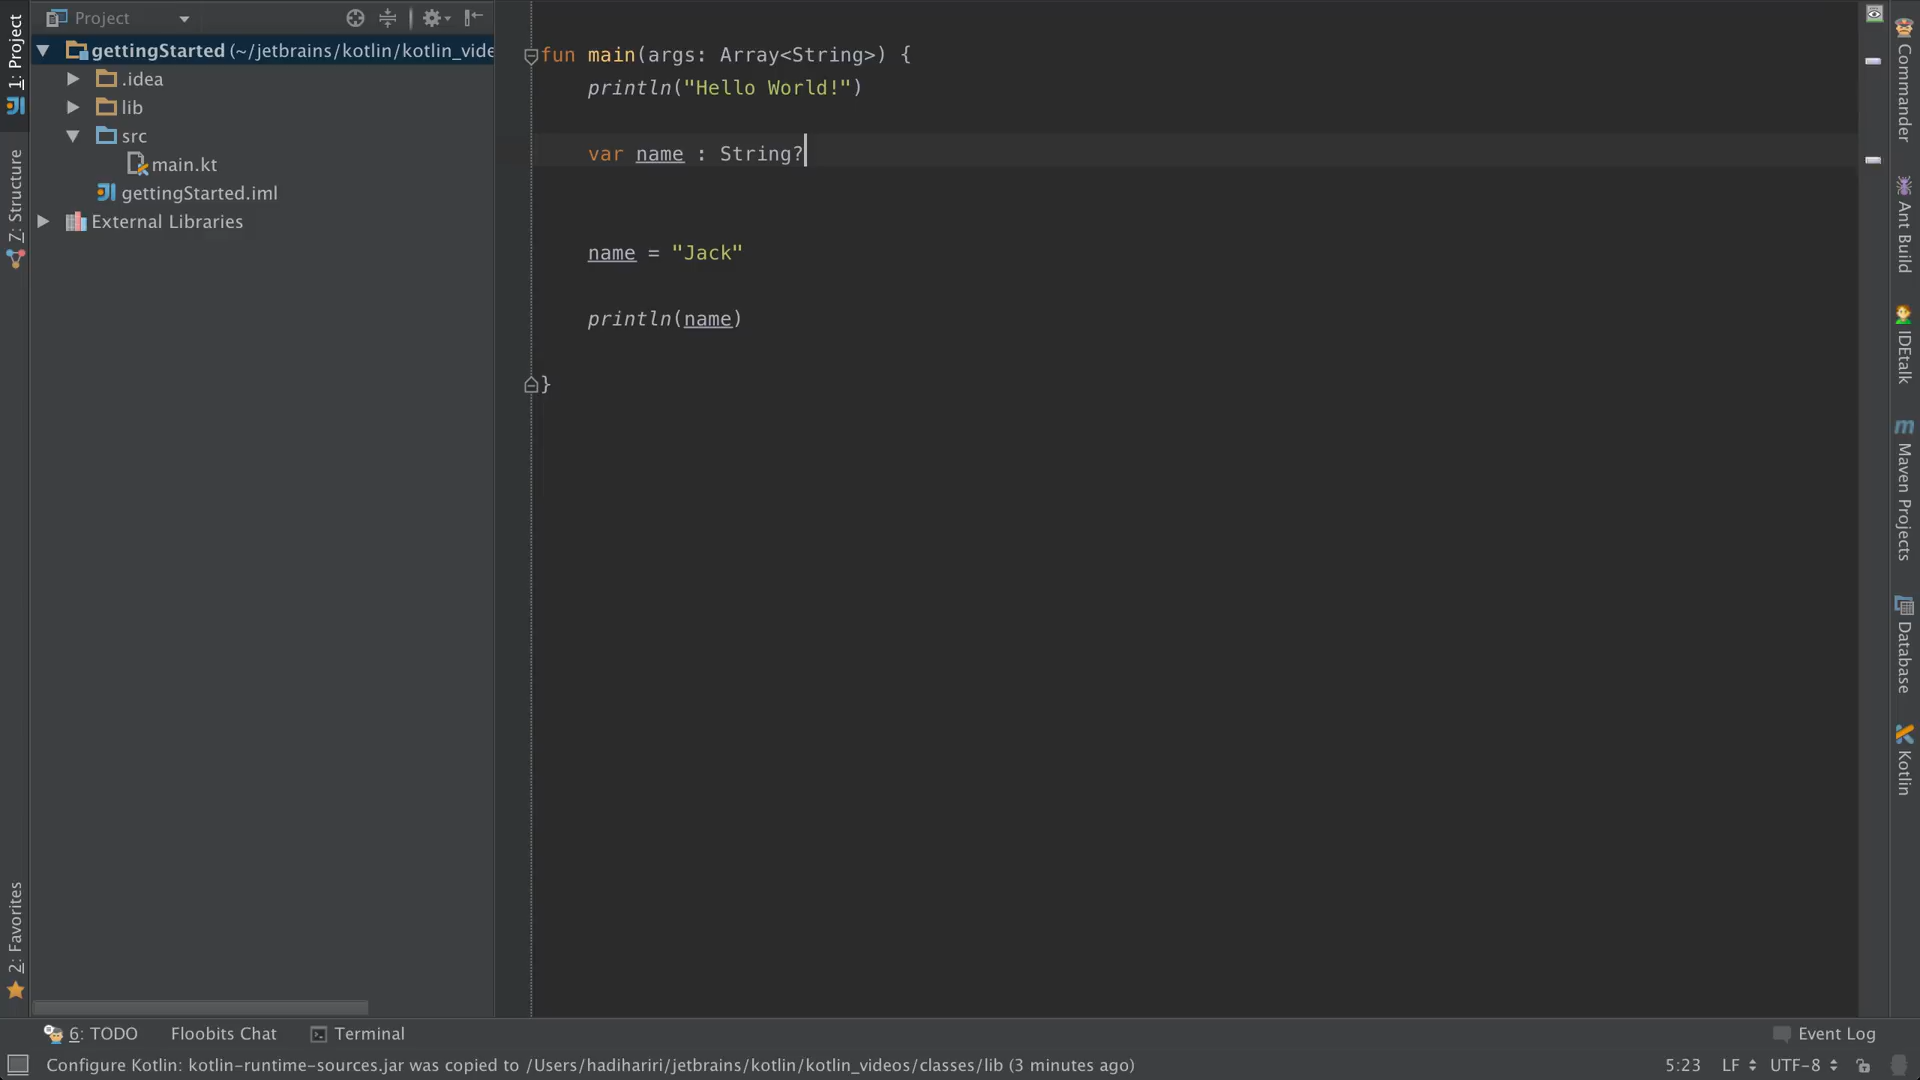 1: Project
Project
gettingStarted (~/jetbrains/kotlin/kotlin_vide
.idea
lib
src
main.kt
gettingStarted.iml
External Libraries
7: Structure
2: Favorites
fun main(args: Array<String>) {
println("Hello World!")
var name : String?
name = "Jack"
println(name)
}
Commander
Ant Build
IDEtalk
Maven Projects
Database
Kotlin
6: TODO
Floobits Chat
Terminal
Event Log
Configure Kotlin: kotlin-runtime-sources.jar was copied to /Users/hadihariri/jetbrains/kotlin/kotlin_videos/classes/lib (3 minutes ago)
5:23
LF
UTF-8